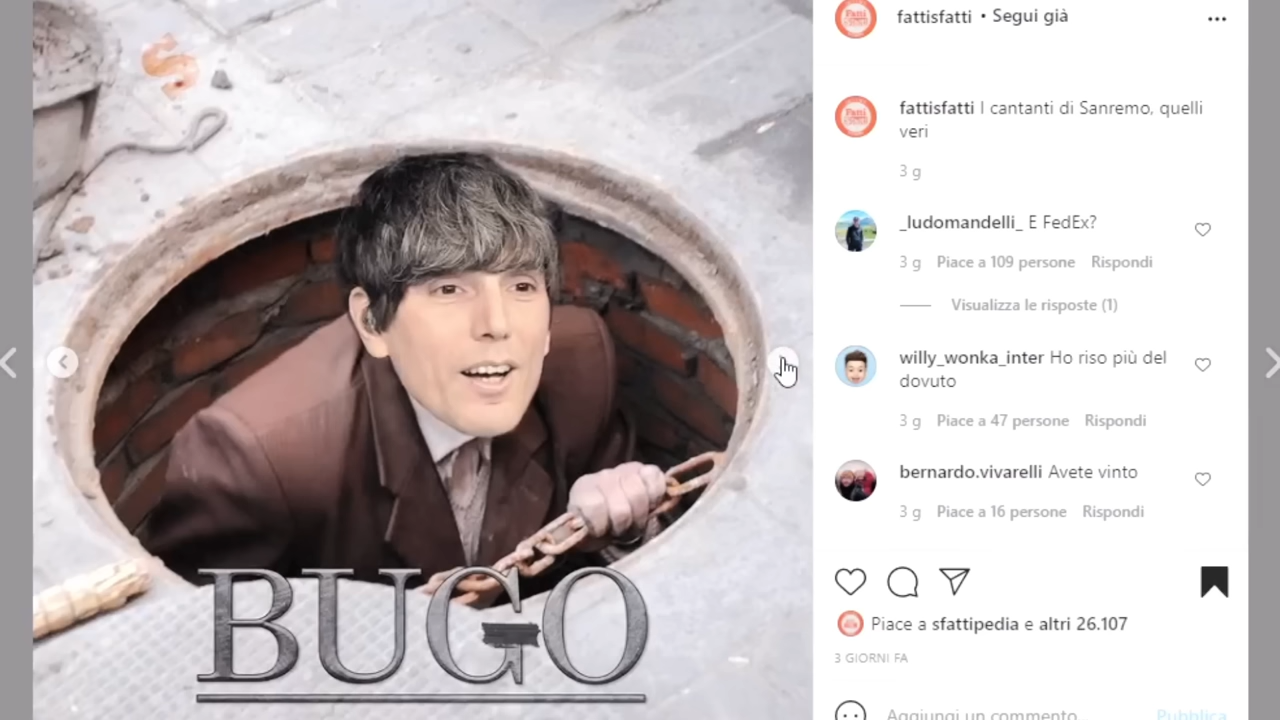 S
BUGO
fattisfatti • Segui già
fattisfatti I cantanti di Sanremo, quelli
veri
3 g
_ludomandelli_ E FedEx?
3 g Piace a 109 persone Rispondi
Visualizza le risposte (1)
willy_wonka_inter Ho riso più del
dovuto
3 g Piace a 47 persone Rispondi
bernardo.vivarelli Avete vinto
3 g Piace a 16 persone Rispondi
Piace a sfattipedia e altri 26.107
3 GIORNI FA
Aggiungi un commento... Pubblica